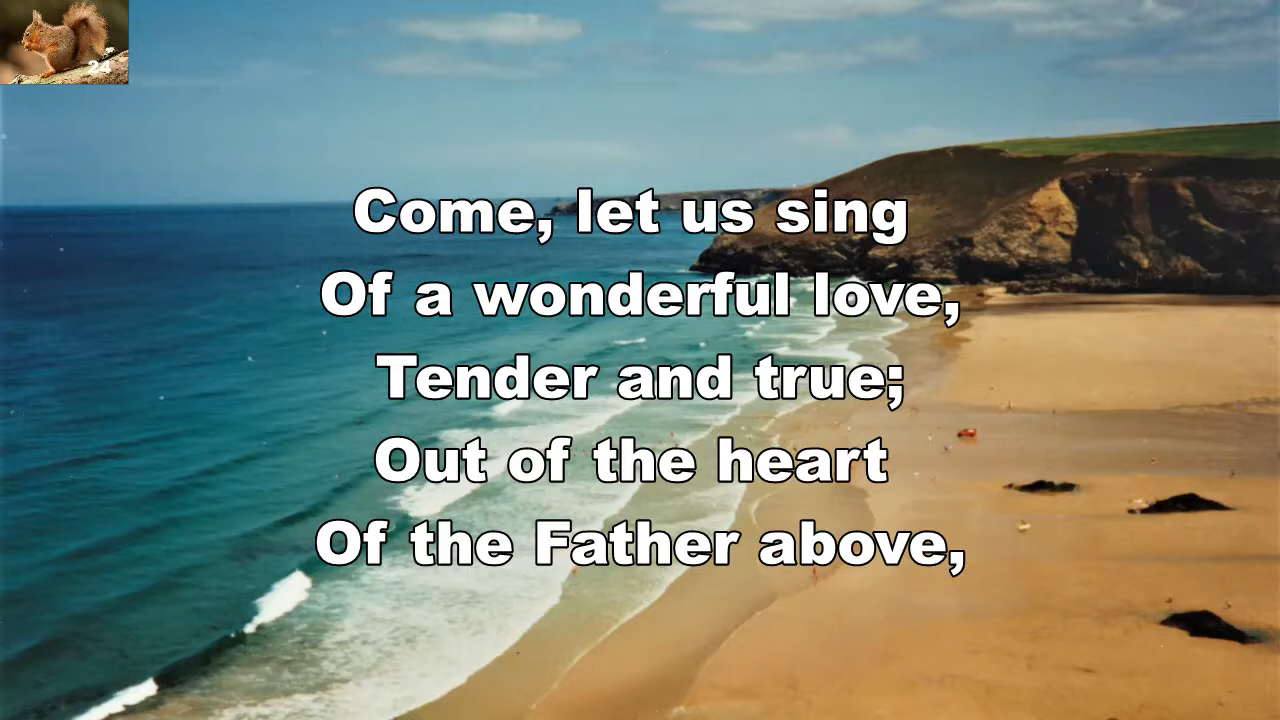 24
Come, let us sing
Of a wonderful love,
Tender and true;
Out of the heart
Of the Father above,